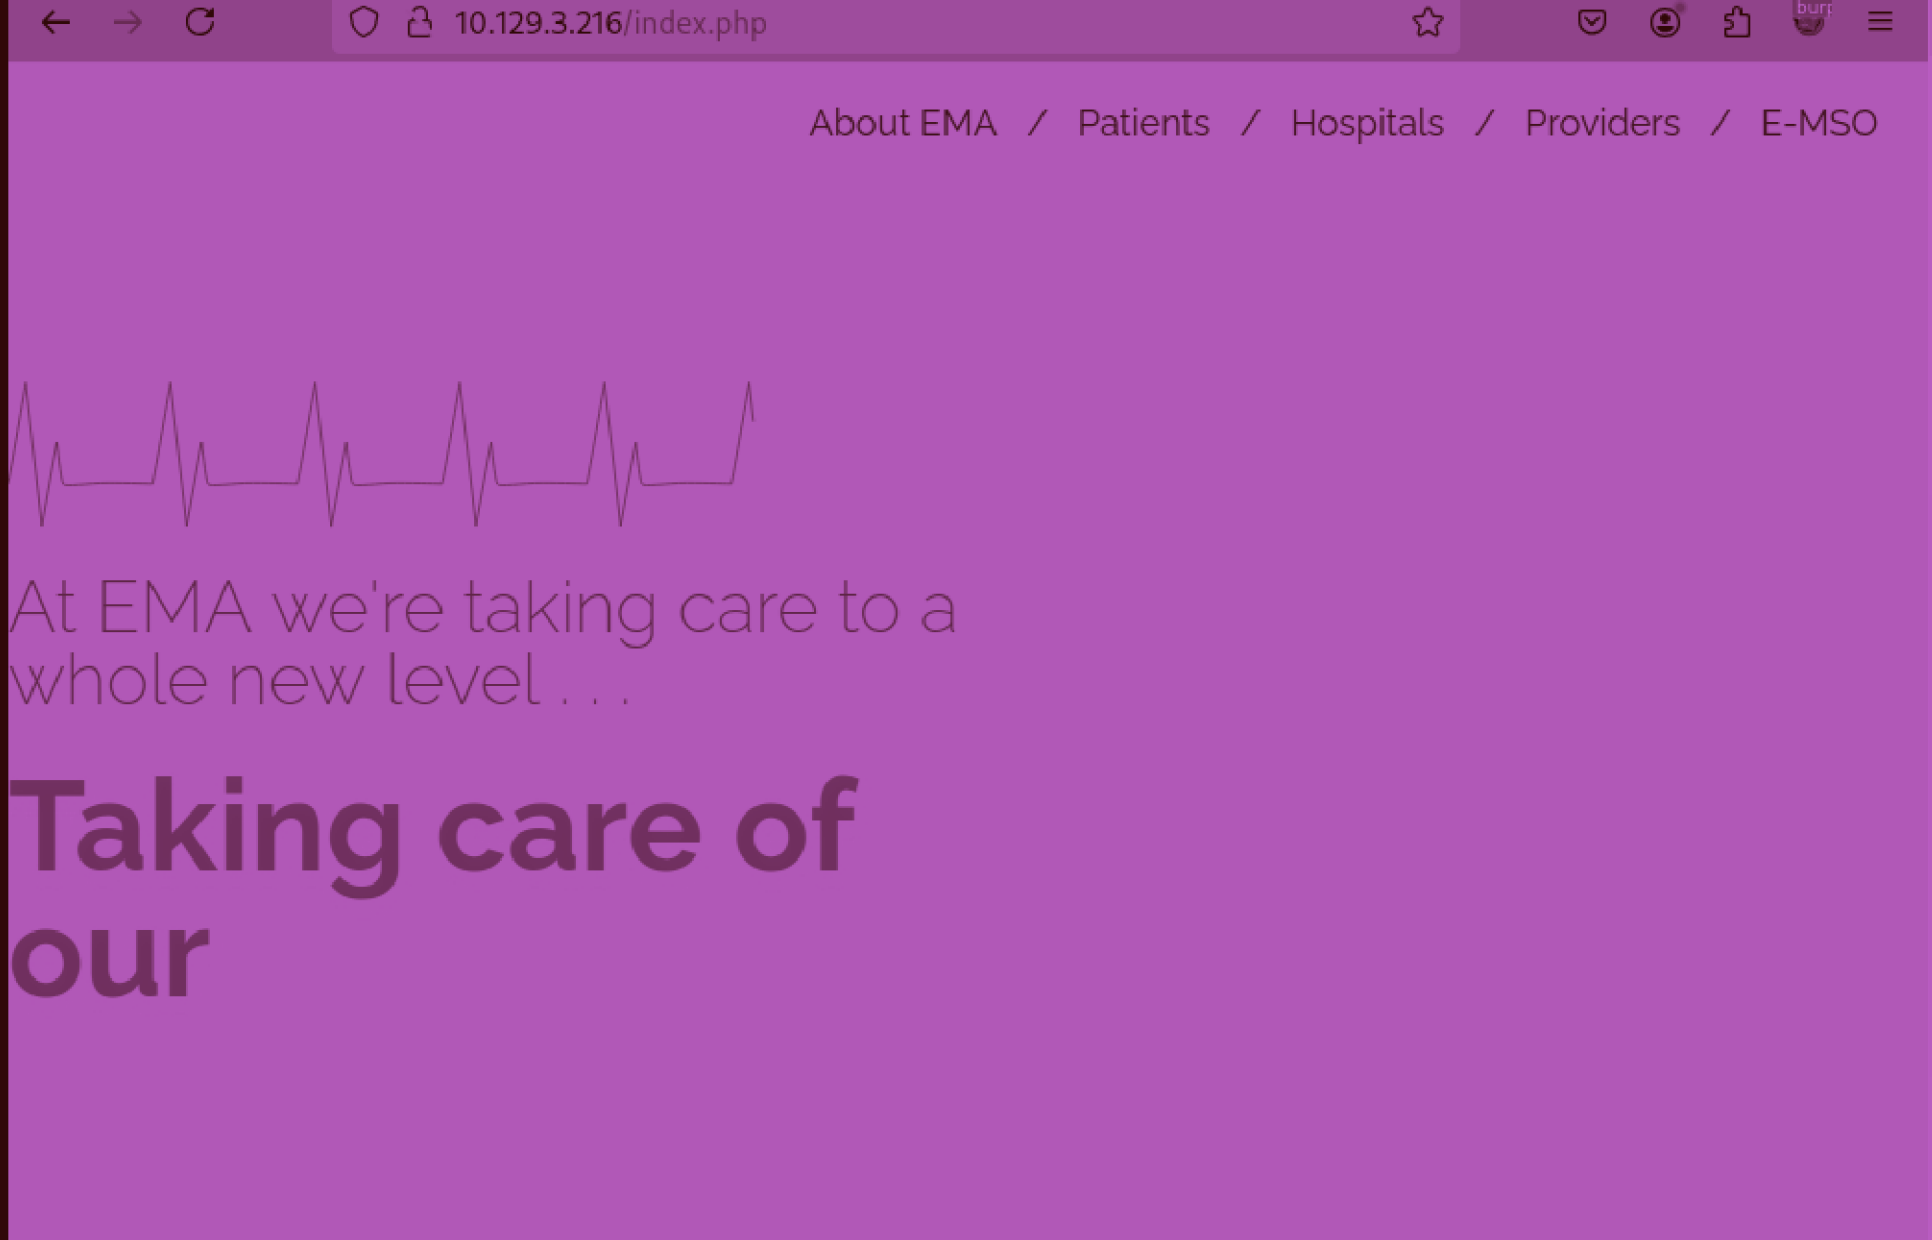 10.129.3.216/index.php
About EMA / Patients / Hospitals / Providers / E-MSO
At EMA we're taking care to a
whole new level . . .
Taking care of
our